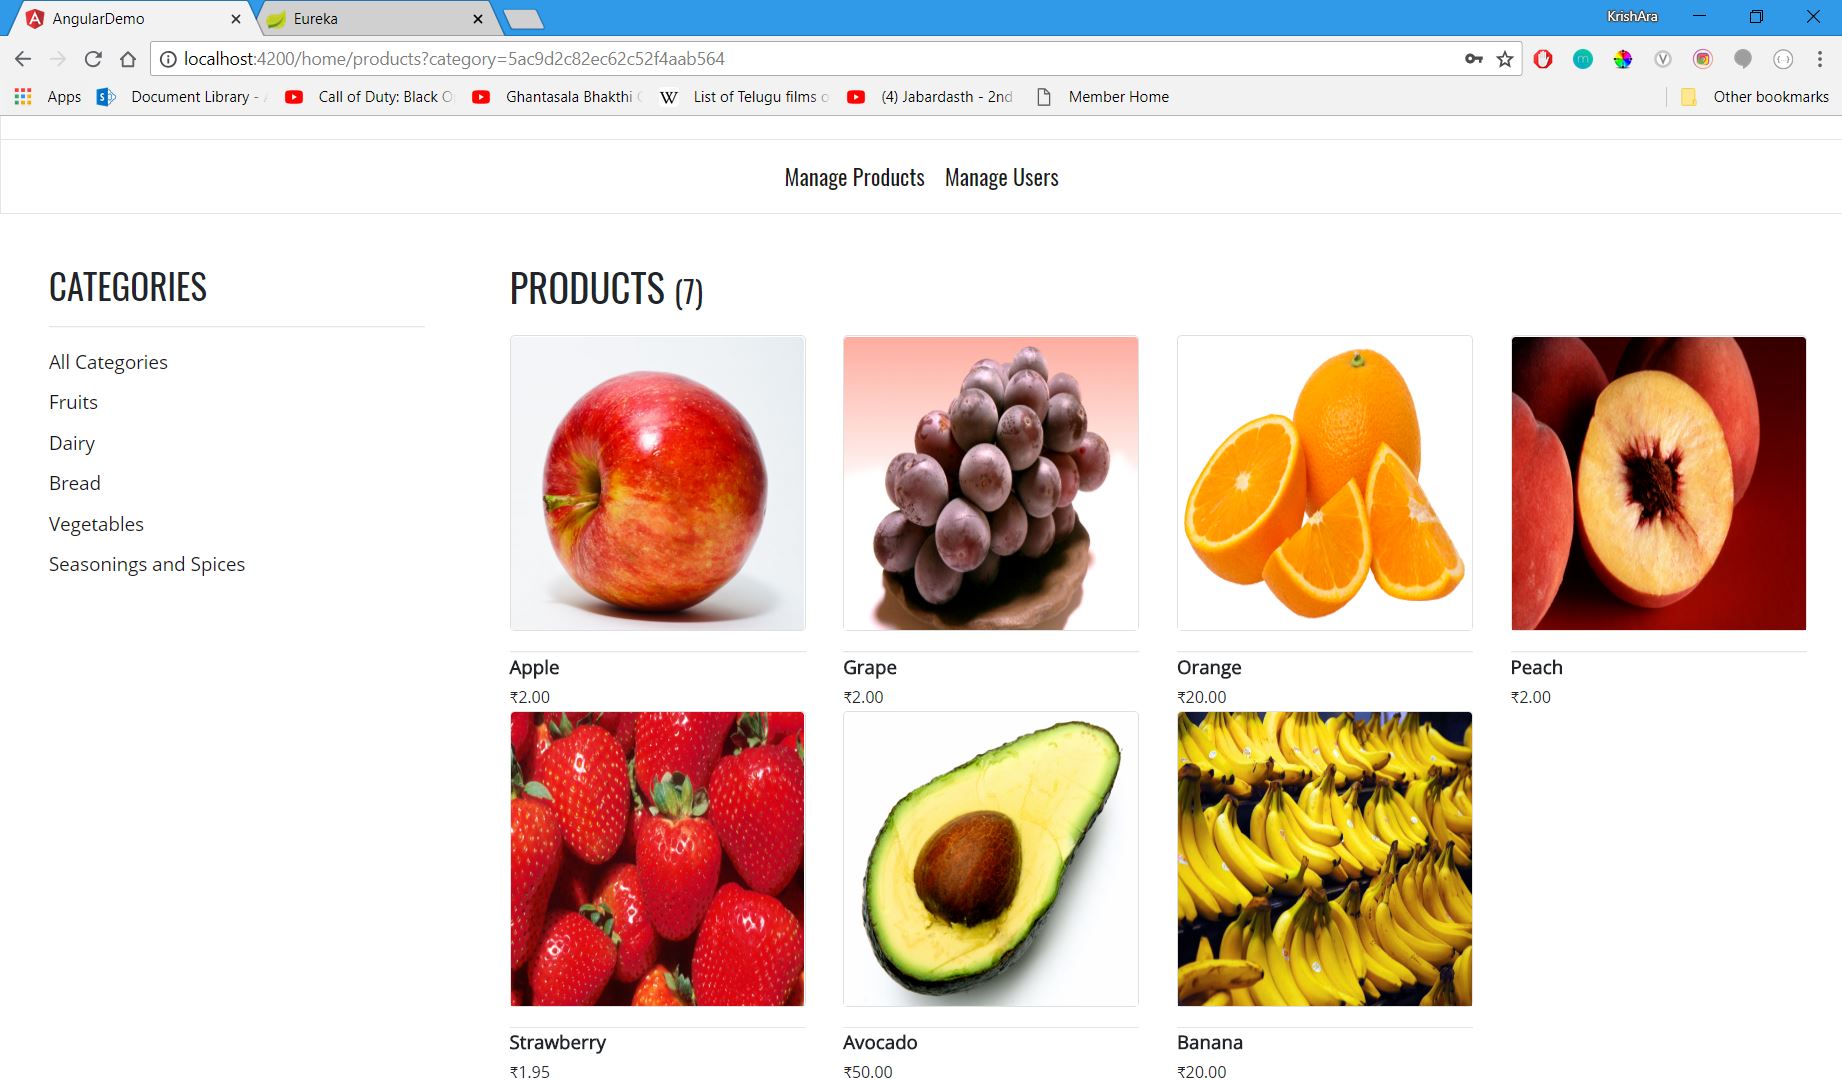 AngularDemo
Eureka
KrishAra
localhost:4200/home/products?category=5ac9d2c82ec62c52f4aab564
Apps
Document Library -
Call of Duty: Black O
Ghantasala Bhakthi
List of Telugu films o
(4) Jabardasth - 2nd
Member Home
Other bookmarks
Manage Products Manage Users
CATEGORIES
All Categories
Fruits
Dairy
Bread
Vegetables
Seasonings and Spices
PRODUCTS (7)
Apple
₹2.00
Grape
₹2.00
Orange
₹20.00
Peach
₹2.00
Strawberry
₹1.95
Avocado
₹50.00
Banana
₹20.00